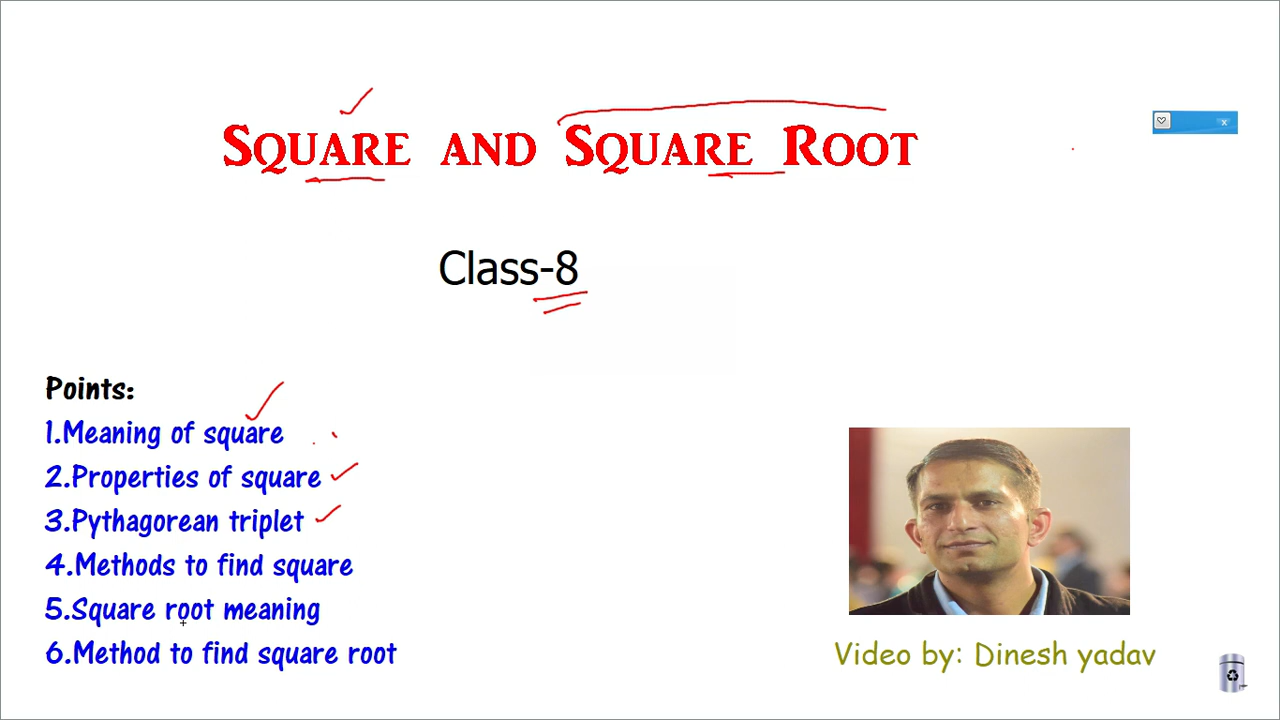 SQUARE AND SQUARE ROOT
Class-8
Points:
1.Meaning of square
2.Properties of square
3.Pythagorean triplet
4.Methods to find square
5.Square root meaning
6.Method to find square root
Video by: Dinesh yadav